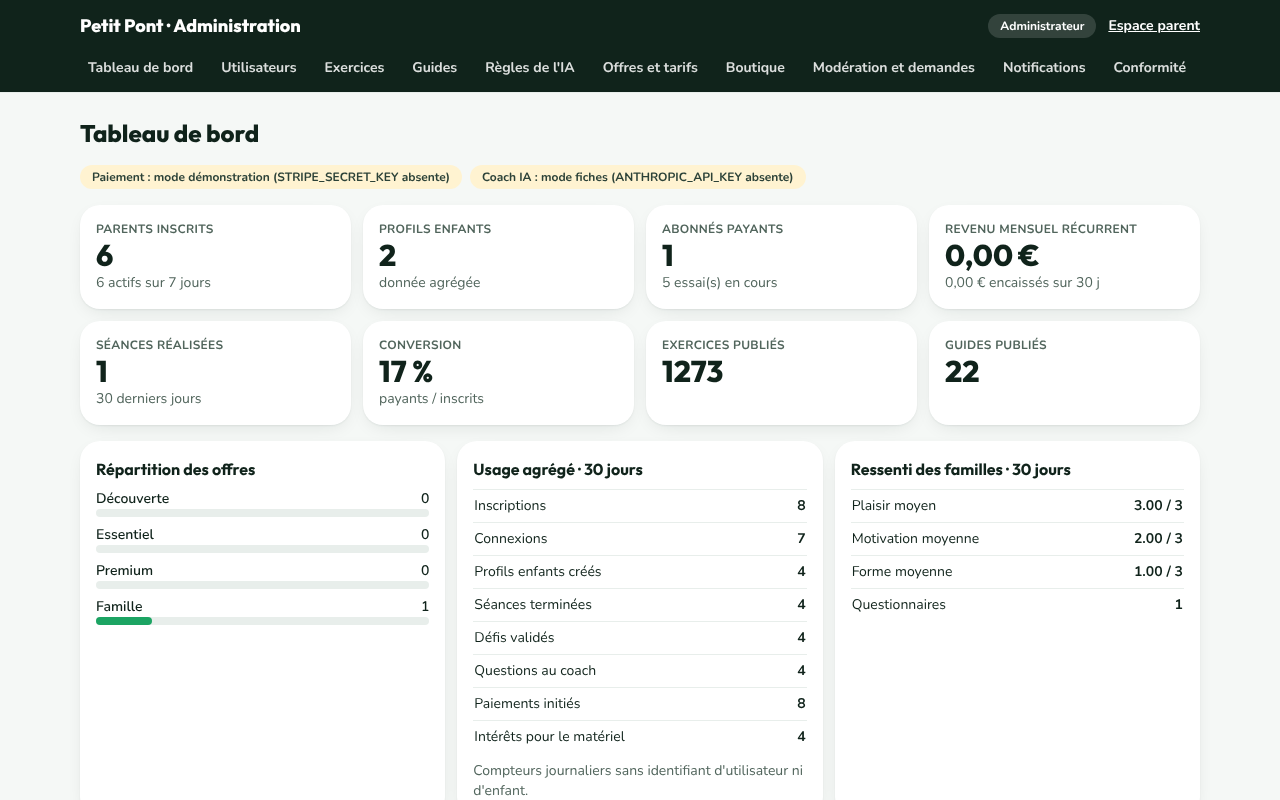 Petit Pont · Administration
Administrateur
Espace parent
Tableau de bord
Utilisateurs
Exercices
Guides
Règles de l'IA
Offres et tarifs
Boutique
Modération et demandes
Notifications
Conformité
Tableau de bord
Paiement : mode démonstration (STRIPE_SECRET_KEY absente)
Coach IA : mode fiches (ANTHROPIC_API_KEY absente)
PARENTS INSCRITS
6
6 actifs sur 7 jours
PROFILS ENFANTS
2
donnée agrégée
ABONNÉS PAYANTS
1
5 essai(s) en cours
REVENU MENSUEL RÉCURRENT
0,00 €
0,00 € encaissés sur 30 j
SÉANCES RÉALISÉES
1
30 derniers jours
CONVERSION
17 %
payants / inscrits
EXERCICES PUBLIÉS
1273
GUIDES PUBLIÉS
22
Répartition des offres
Découverte 0
Essentiel 0
Premium 0
Famille 1
Usage agrégé · 30 jours
Inscriptions 8
Connexions 7
Profils enfants créés 4
Séances terminées 4
Défis validés 4
Questions au coach 4
Paiements initiés 8
Intérêts pour le matériel 4
Compteurs journaliers sans identifiant d'utilisateur ni
d'enfant.
Ressenti des familles · 30 jours
Plaisir moyen 3.00 / 3
Motivation moyenne 2.00 / 3
Forme moyenne 1.00 / 3
Questionnaires 1